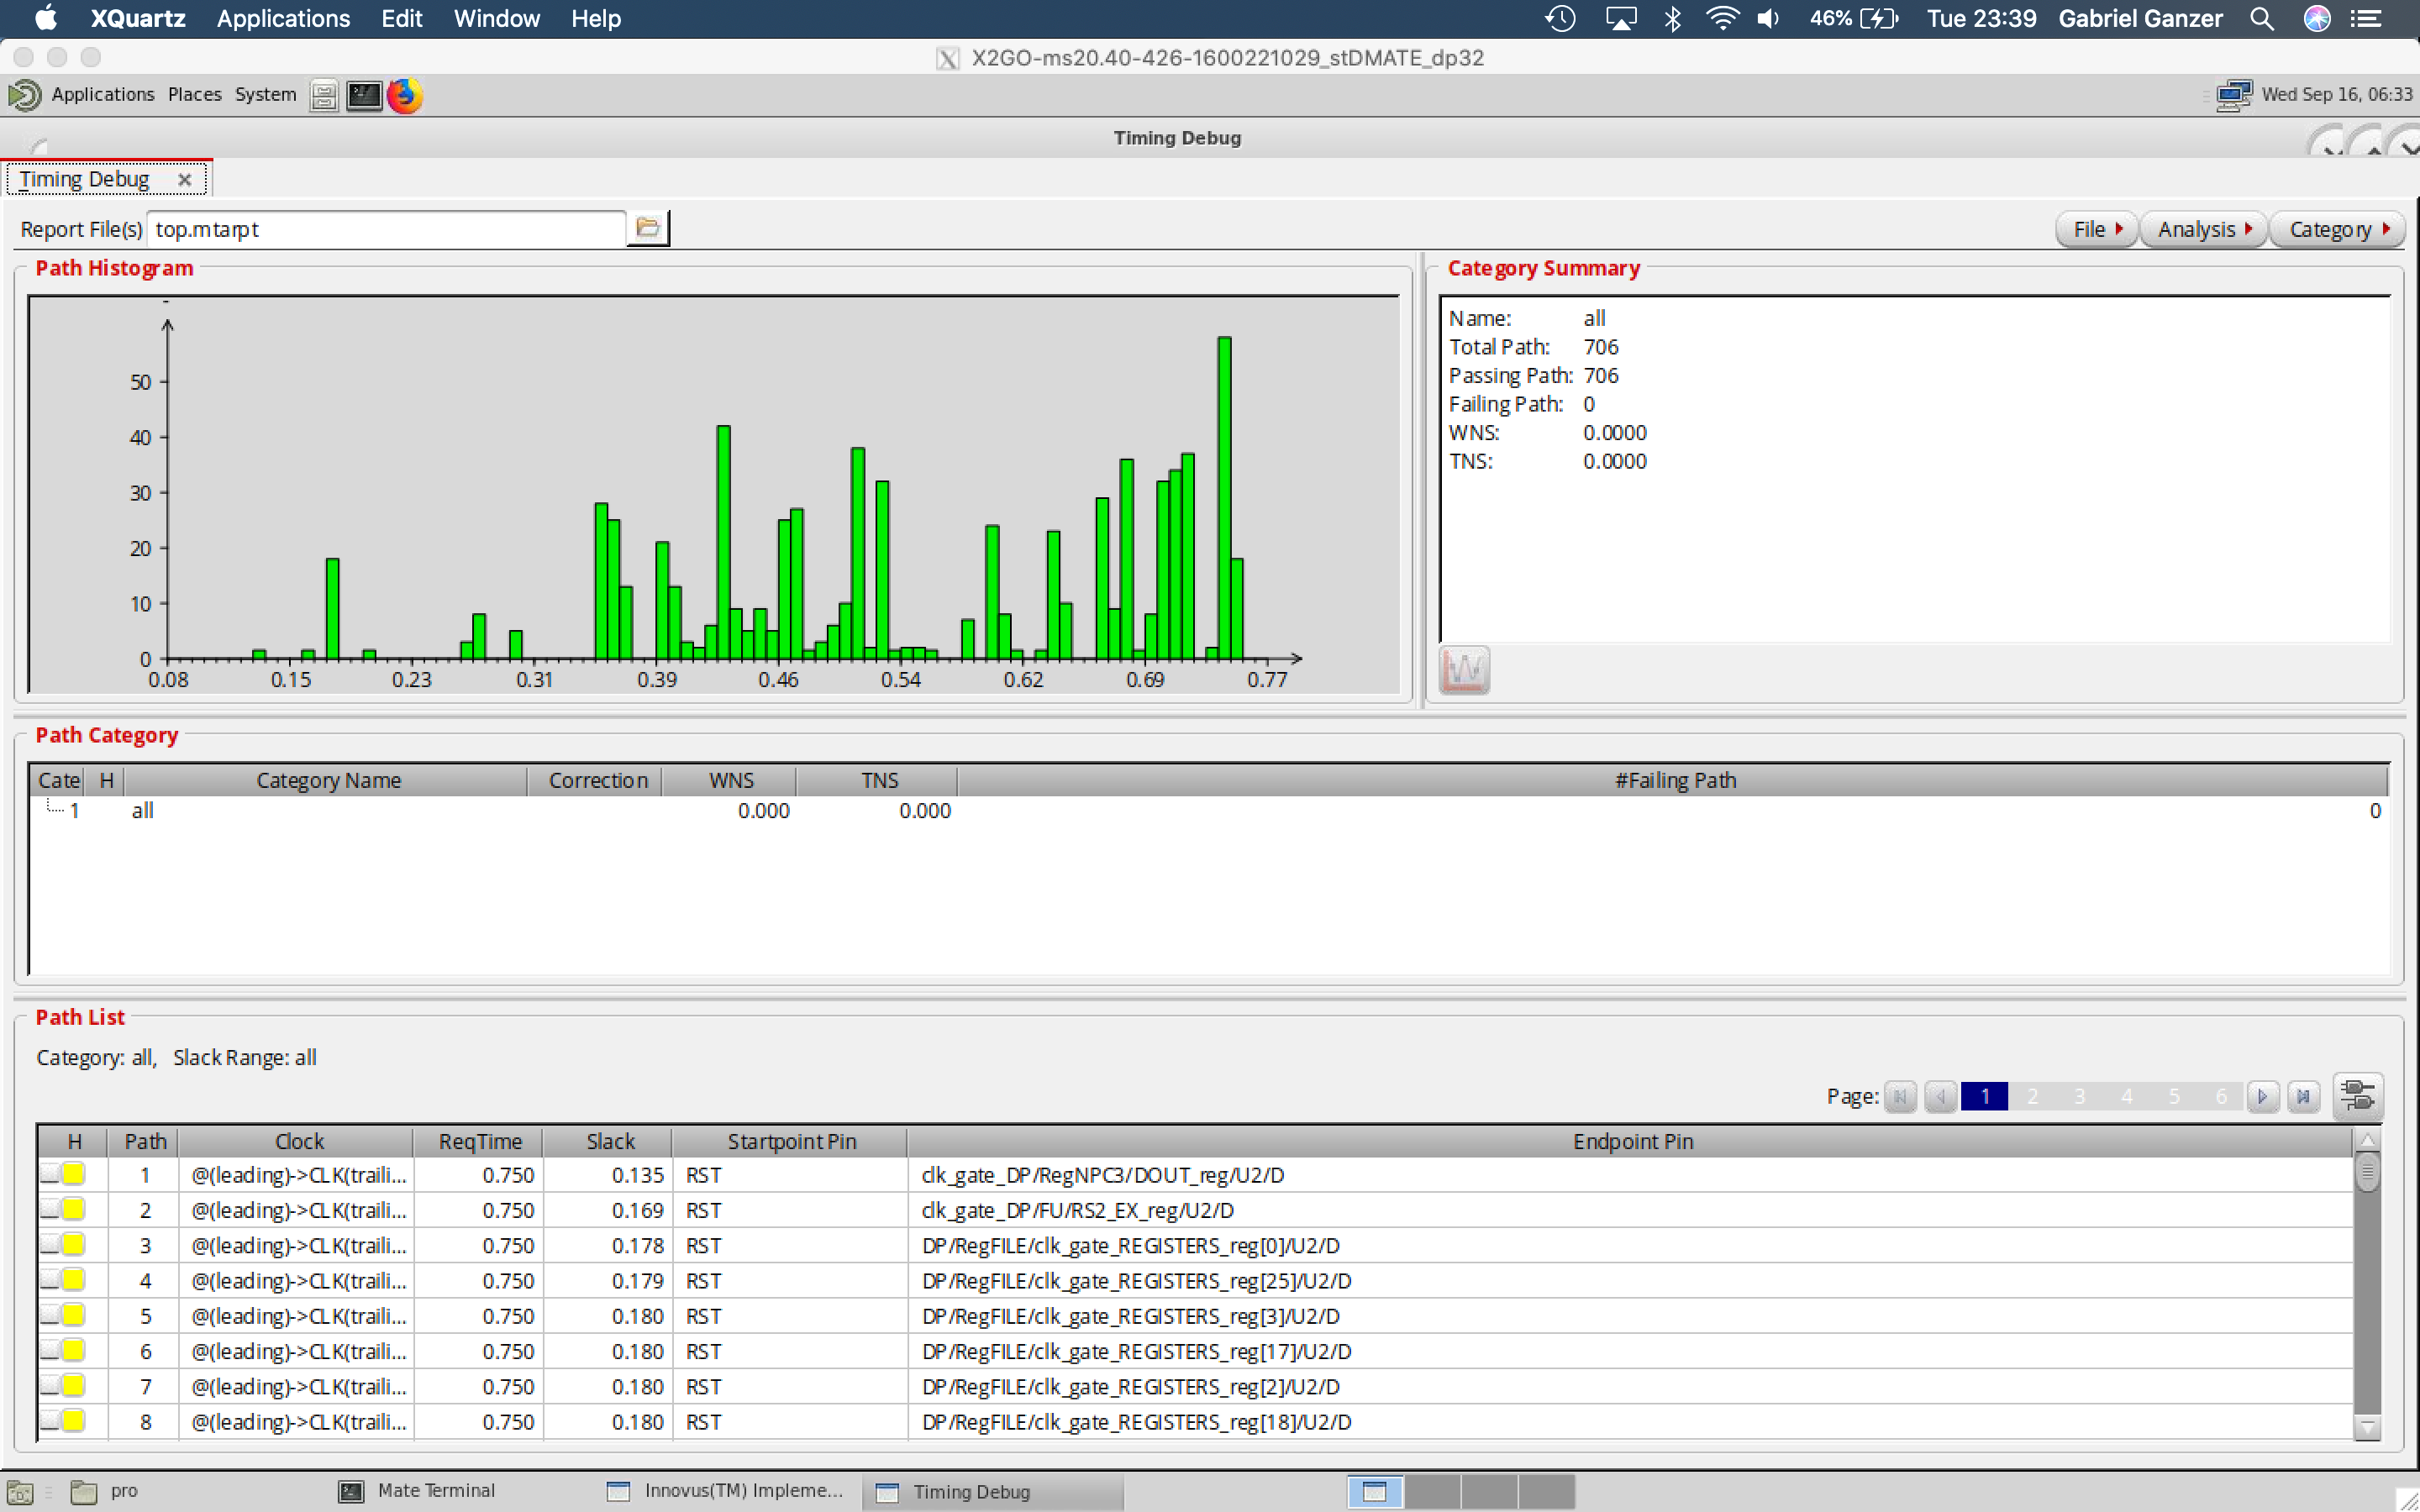 XQuartz Applications Edit Window Help 46% Tue 23:39 Gabriel Ganzer
X2GO-ms20.40-426-1600221029_stDMATE_dp32
Applications Places System Wed Sep 16, 06:33
Timing Debug
Timing Debug
Report File(s) top.mtarpt File Analysis Category
Path Histogram
50
40
30
20
10
0
0.08 0.15 0.23 0.31 0.39 0.46 0.54 0.62 0.69 0.77
Category Summary
Name: all
Total Path: 706
Passing Path: 706
Failing Path: 0
WNS: 0.0000
TNS: 0.0000
Path Category
Cate H Category Name Correction WNS TNS #Failing Path
1 all 0.000 0.000 0
Path List
Category: all, Slack Range: all
Page: 1 2 3 4 5 6
H Path Clock ReqTime Slack Startpoint Pin Endpoint Pin
1 @(leading)->CLK(traili... 0.750 0.135 RST clk_gate_DP/RegNPC3/DOUT_reg/U2/D
2 @(leading)->CLK(traili... 0.750 0.169 RST clk_gate_DP/FU/RS2_EX_reg/U2/D
3 @(leading)->CLK(traili... 0.750 0.178 RST DP/RegFILE/clk_gate_REGISTERS_reg[0]/U2/D
4 @(leading)->CLK(traili... 0.750 0.179 RST DP/RegFILE/clk_gate_REGISTERS_reg[25]/U2/D
5 @(leading)->CLK(traili... 0.750 0.180 RST DP/RegFILE/clk_gate_REGISTERS_reg[3]/U2/D
6 @(leading)->CLK(traili... 0.750 0.180 RST DP/RegFILE/clk_gate_REGISTERS_reg[17]/U2/D
7 @(leading)->CLK(traili... 0.750 0.180 RST DP/RegFILE/clk_gate_REGISTERS_reg[2]/U2/D
8 @(leading)->CLK(traili... 0.750 0.180 RST DP/RegFILE/clk_gate_REGISTERS_reg[18]/U2/D
pro Mate Terminal Innovus(TM) Impleme... Timing Debug